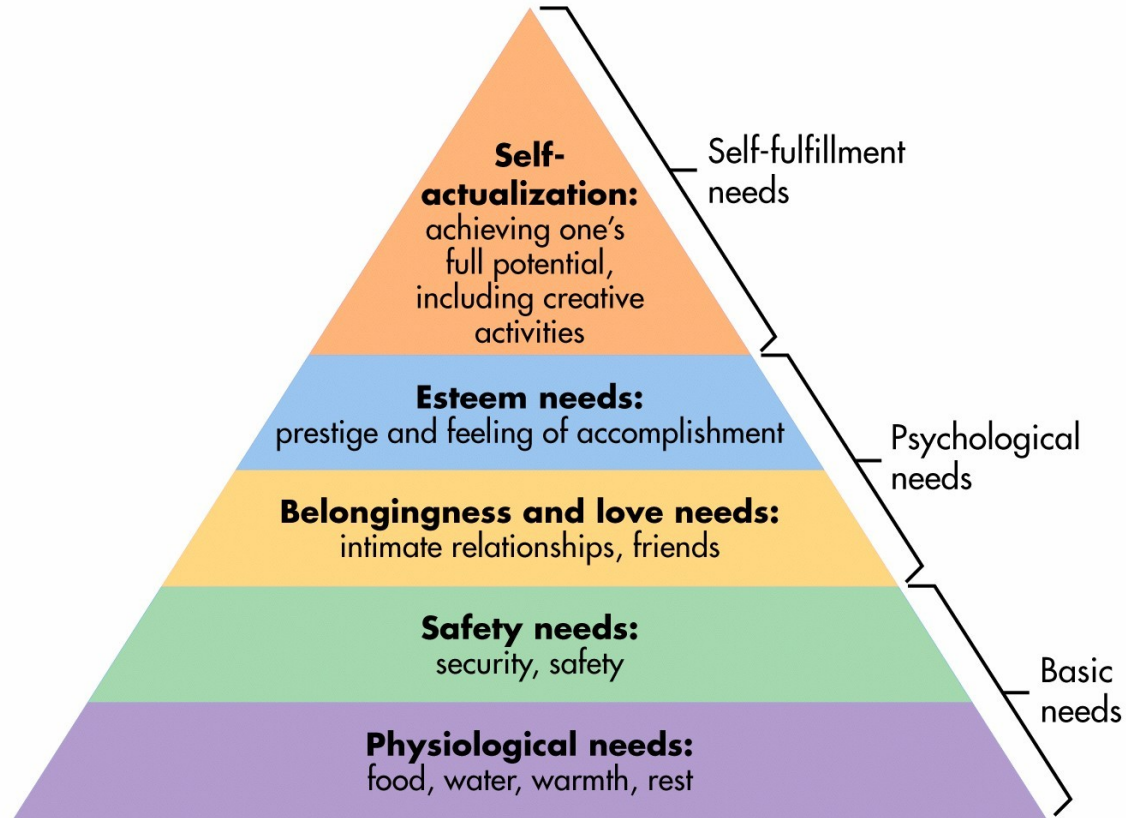 Self-
actualization:
achieving one's
full potential,
including creative
activities
Self-fulfillment
needs
Esteem needs:
prestige and feeling of accomplishment
Psychological
needs
Belongingness and love needs:
intimate relationships, friends
Safety needs:
security, safety
Basic
needs
Physiological needs:
food, water, warmth, rest